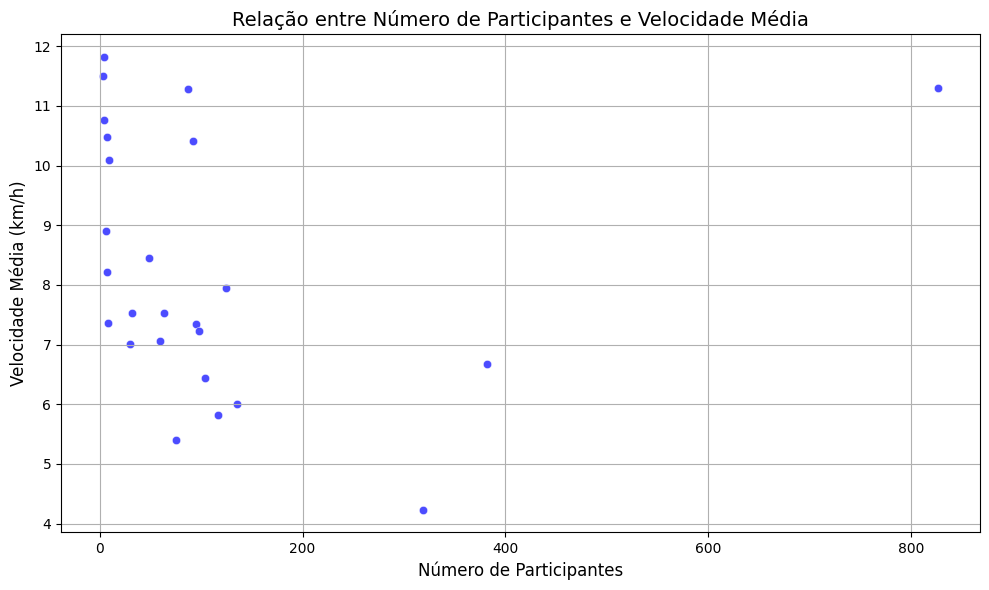 Relação entre Número de Participantes e Velocidade Média
12
11
10
9
8
7
6
5
4
Velocidade Média (km/h)
0 200 400 600 800
Número de Participantes